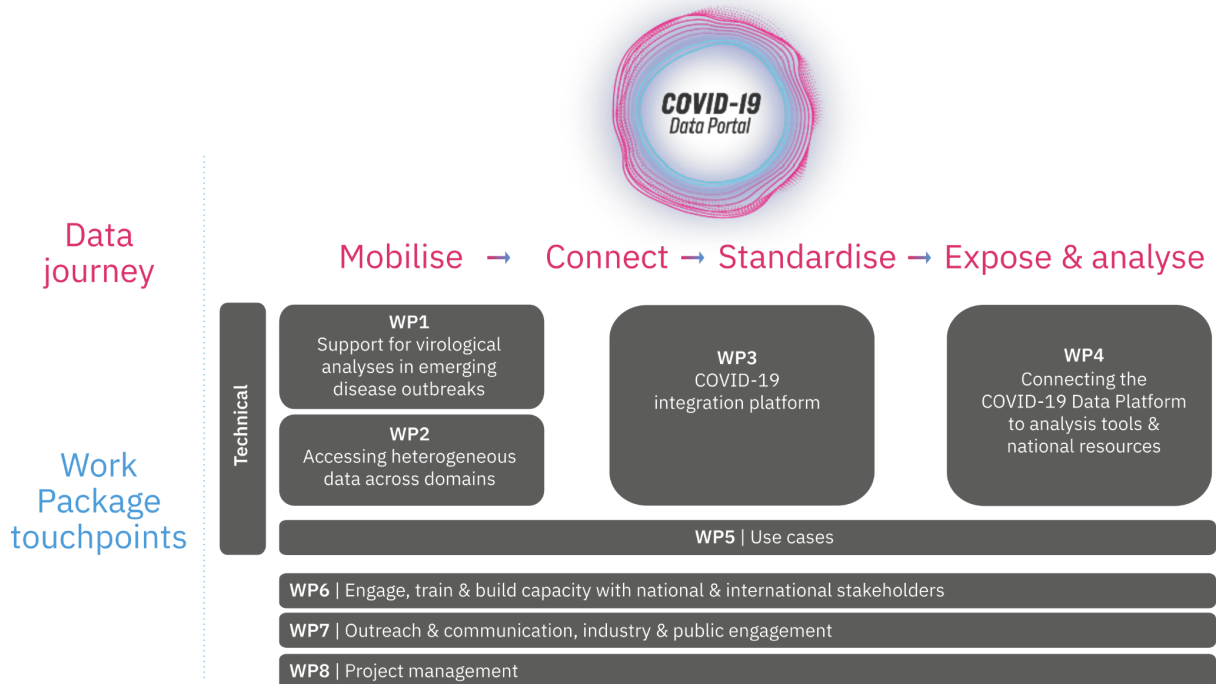 COVID-19
Data Portal
Data
journey
Mobilise → Connect → Standardise → Expose & analyse
Work
Package
touchpoints
Technical
WP1
Support for virological
analyses in emerging
disease outbreaks
WP2
Accessing heterogeneous
data across domains
WP3
COVID-19
integration platform
WP4
Connecting the
COVID-19 Data Platform
to analysis tools &
national resources
WP5 | Use cases
WP6 | Engage, train & build capacity with national & international stakeholders
WP7 | Outreach & communication, industry & public engagement
WP8 | Project management